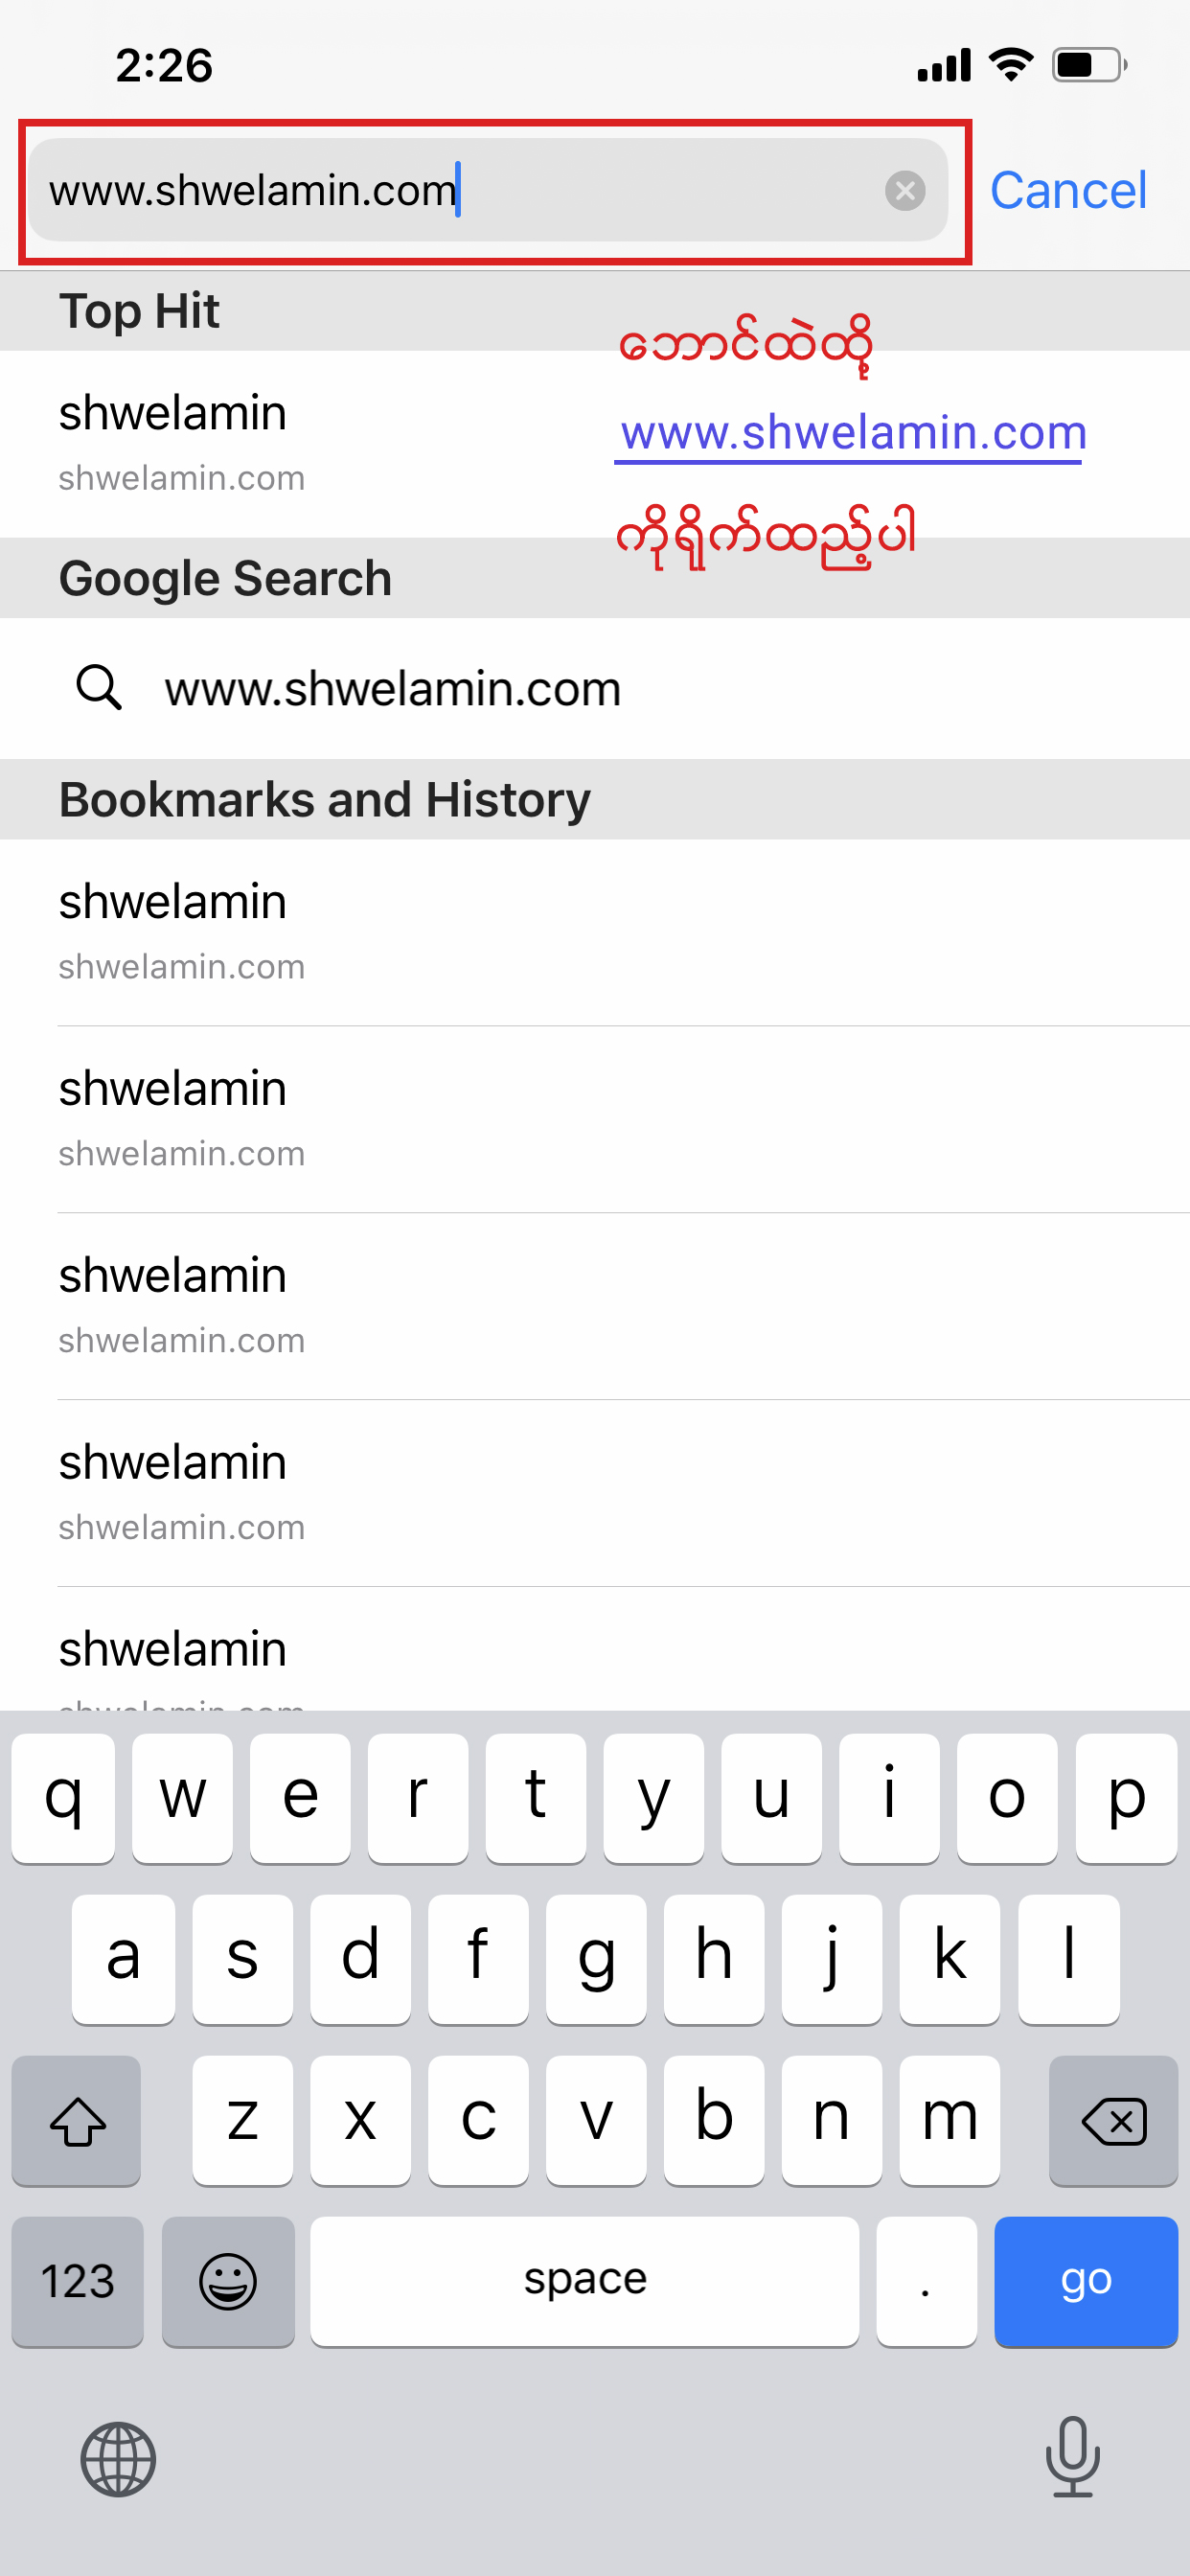 2:26
www.shwelamin.com
Cancel
Top Hit
ဘောင်ထဲထို့
shwelamin
www.shwelamin.com
shwelamin.com
ကိုရိုက်ထည့်ပါ
Google Search
www.shwelamin.com
Bookmarks and History
shwelamin
shwelamin.com
shwelamin
shwelamin.com
shwelamin
shwelamin.com
shwelamin
shwelamin.com
shwelamin
shwelamin.com
q w e r t y u i o p
a s d f g h j k l
z x c v b n m
123 space . go